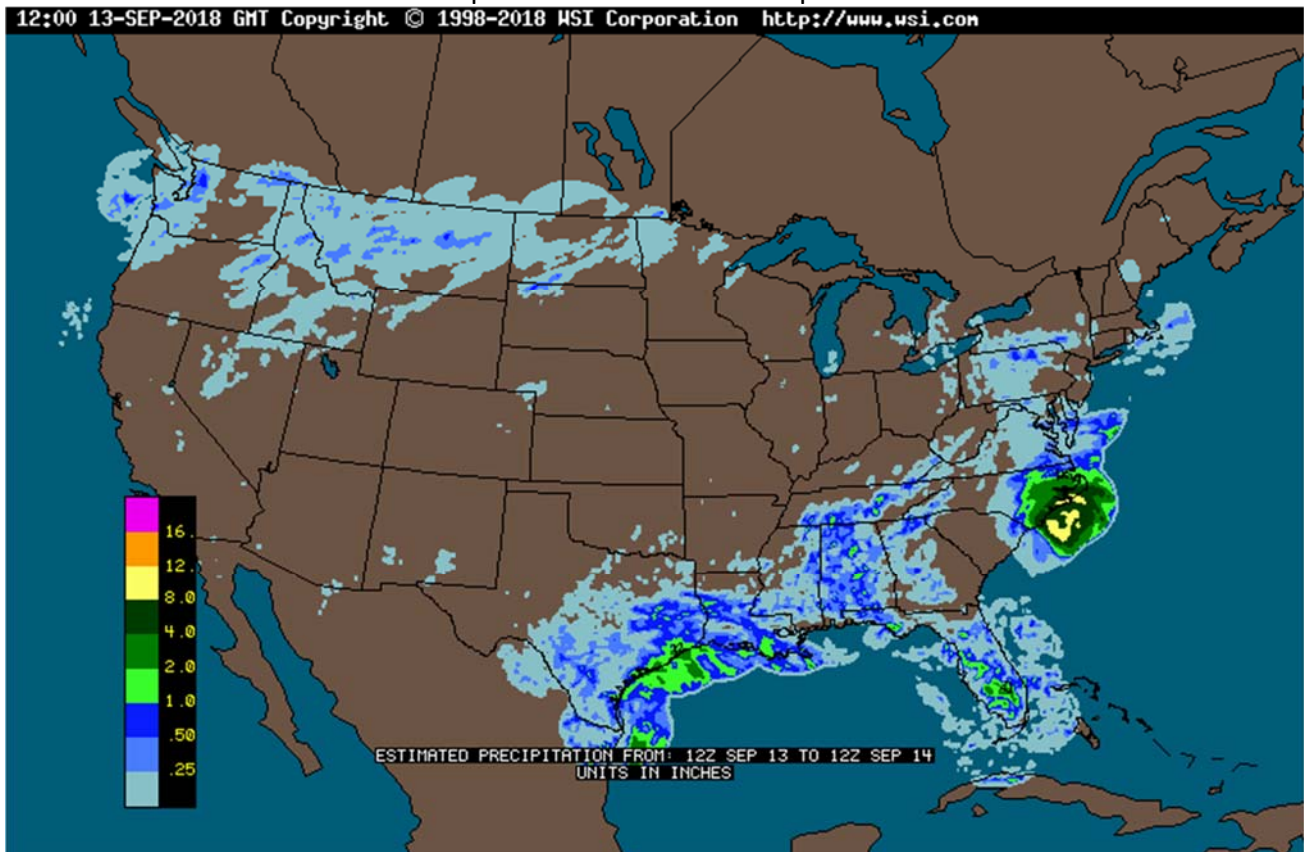 12:00 13-SEP-2018 GMT Copyright © 1998-2018 WSI Corporation http://www.wsi.com
16.
12.
8.0
4.0
2.0
1.0
.50
.25
ESTIMATED PRECIPITATION FROM: 12Z SEP 13 TO 12Z SEP 14
UNITS IN INCHES